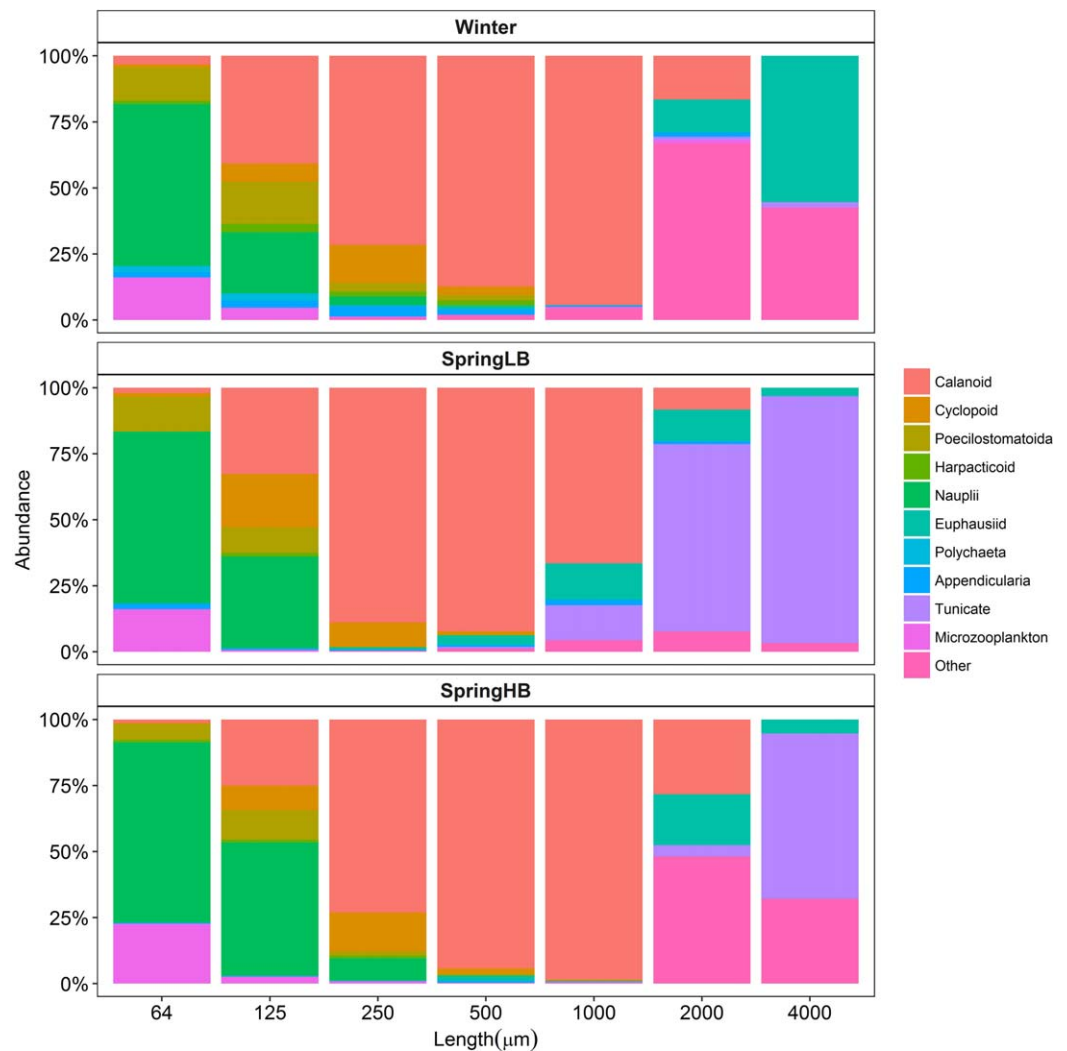 Winter
100%
75%
50%
25%
0%
SpringLB
100%
75%
50%
25%
0%
SpringHB
100%
75%
50%
25%
0%
64 125 250 500 1000 2000 4000
Length(μm)
Abundance
Calanoid
Cyclopoid
Poecilostomatoida
Harpacticoid
Nauplii
Euphausiid
Polychaeta
Appendicularia
Tunicate
Microzooplankton
Other